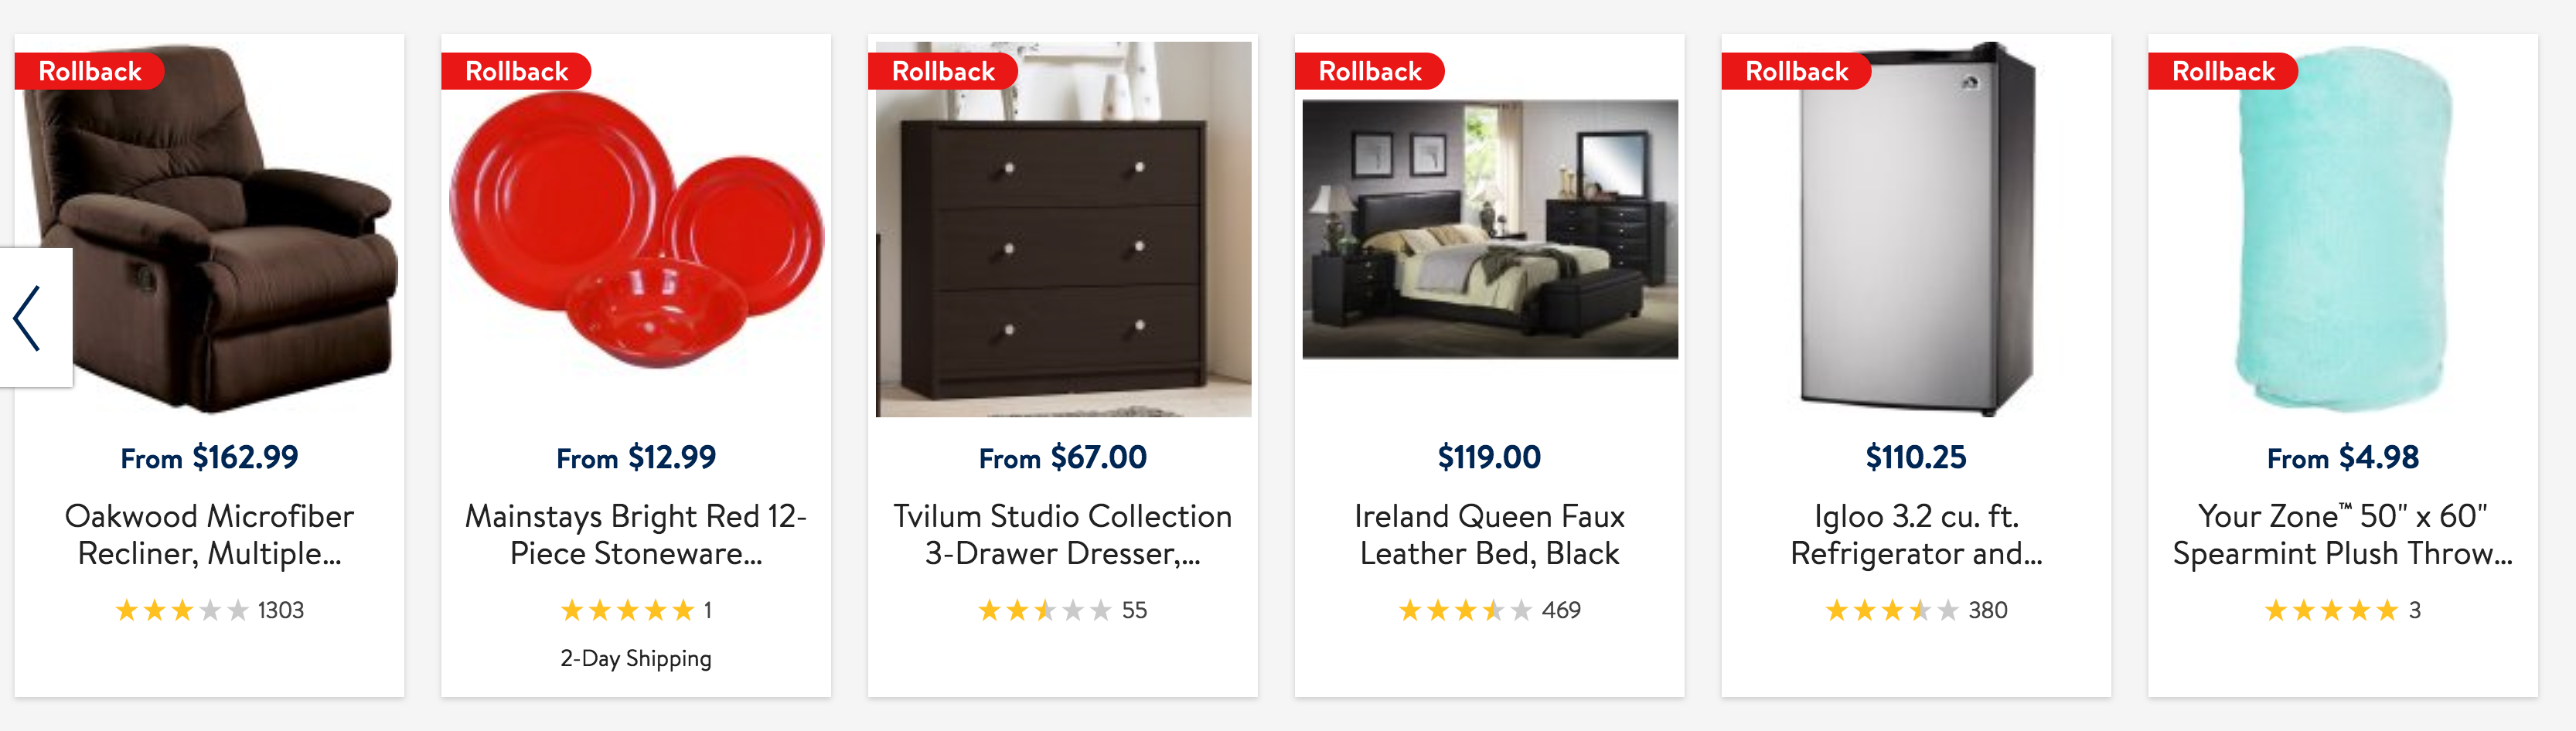 Rollback
From $162.99
Oakwood Microfiber
Recliner, Multiple...
1303
Rollback
From $12.99
Mainstays Bright Red 12-
Piece Stoneware...
1
2-Day Shipping
Rollback
From $67.00
Tvilum Studio Collection
3-Drawer Dresser,...
55
Rollback
$119.00
Ireland Queen Faux
Leather Bed, Black
469
Rollback
$110.25
Igloo 3.2 cu. ft.
Refrigerator and...
380
Rollback
From $4.98
Your Zone™ 50" x 60"
Spearmint Plush Throw...
3